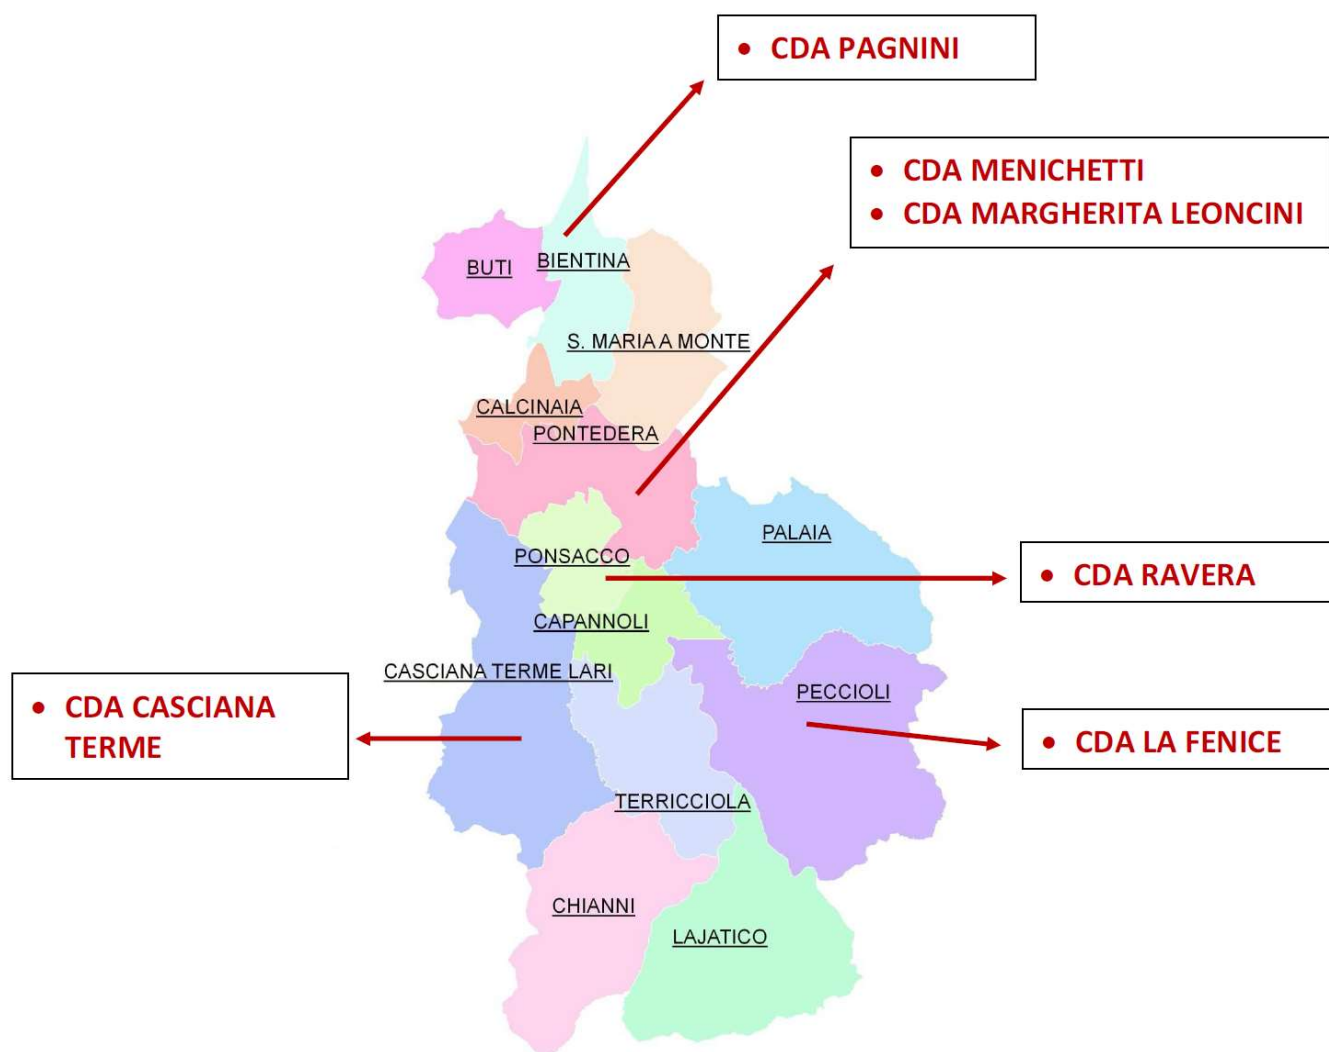 • CDA PAGNINI
• CDA MENICHETTI
• CDA MARGHERITA LEONCINI
BUTI
BIENTINA
S. MARIA A MONTE
CALCINAIA
PONTEDERA
PALAIA
PONSACCO
• CDA RAVERA
CAPANNOLI
CASCIANA TERME LARI
PECCIOLI
• CDA CASCIANA
TERME
• CDA LA FENICE
TERRICCIOLA
CHIANNI
LAJATICO